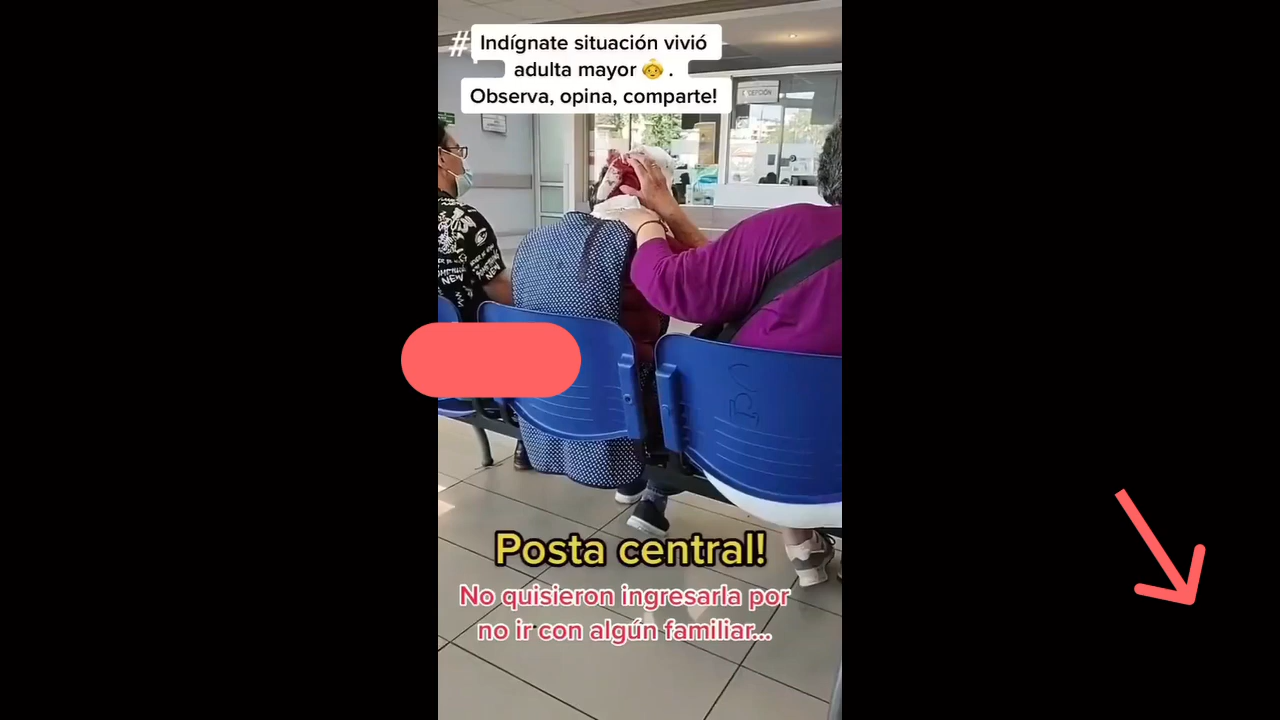 # Indígnate situación vivió
adulta mayor 👵 .
Observa, opina, comparte!
NEW
Posta central!
No quisieron ingresarla por
no ir con algún familiar...